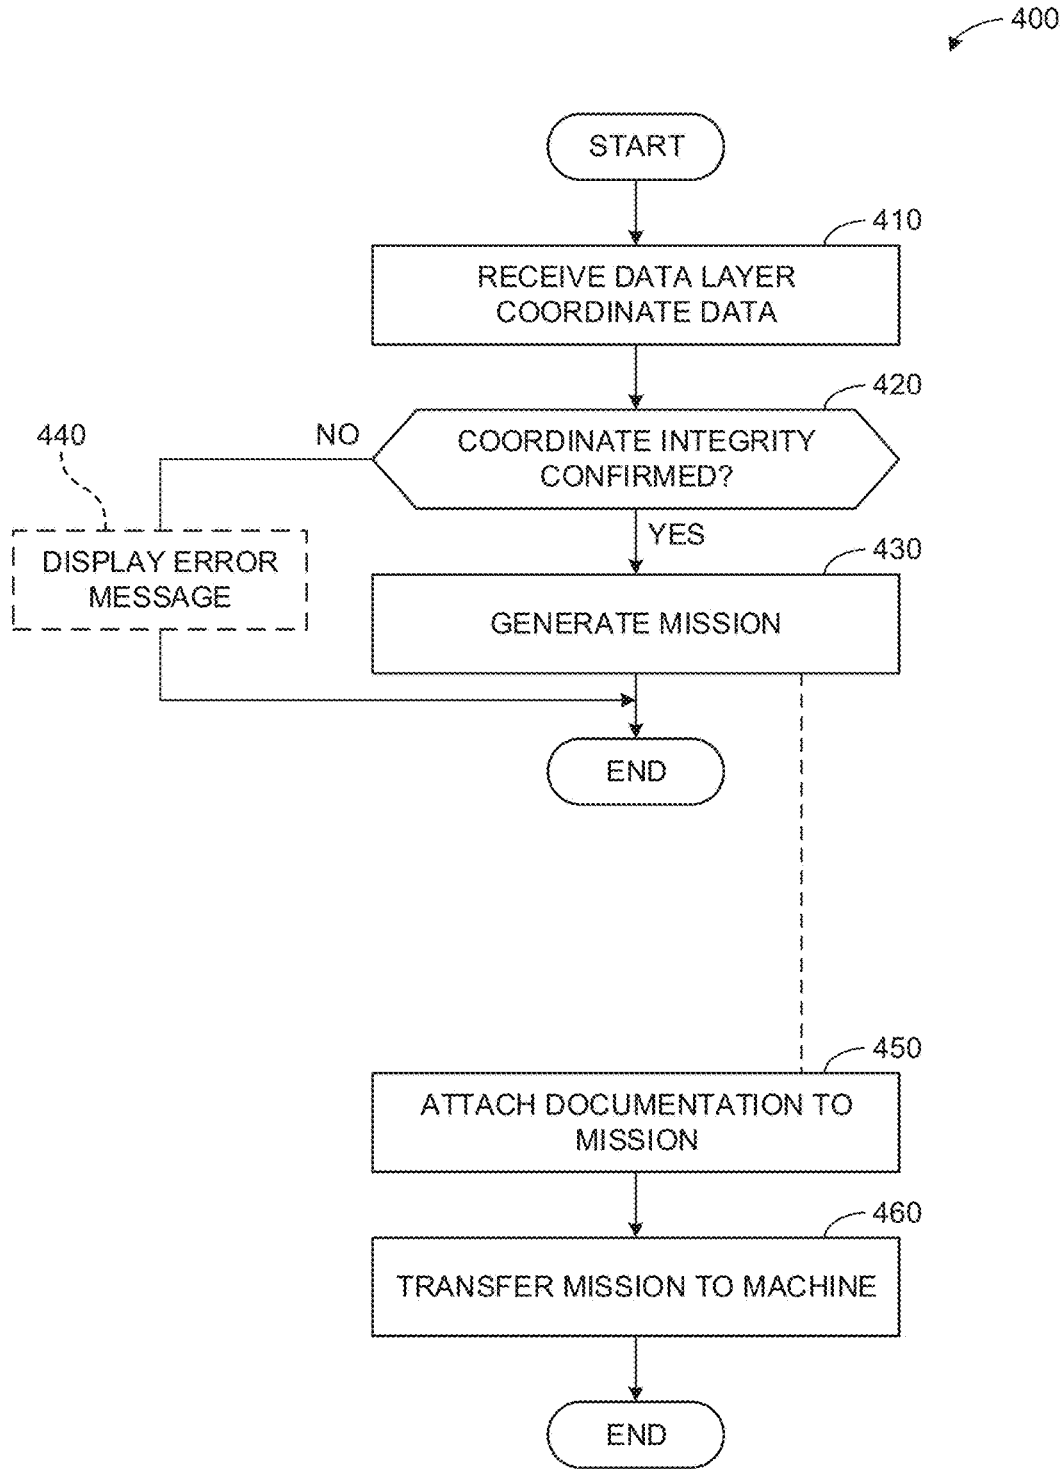 400
START
410
RECEIVE DATA LAYER
COORDINATE DATA
420
COORDINATE INTEGRITY
CONFIRMED?
NO
440
YES
DISPLAY ERROR
MESSAGE
430
GENERATE MISSION
END
450
ATTACH DOCUMENTATION TO
MISSION
460
TRANSFER MISSION TO MACHINE
END